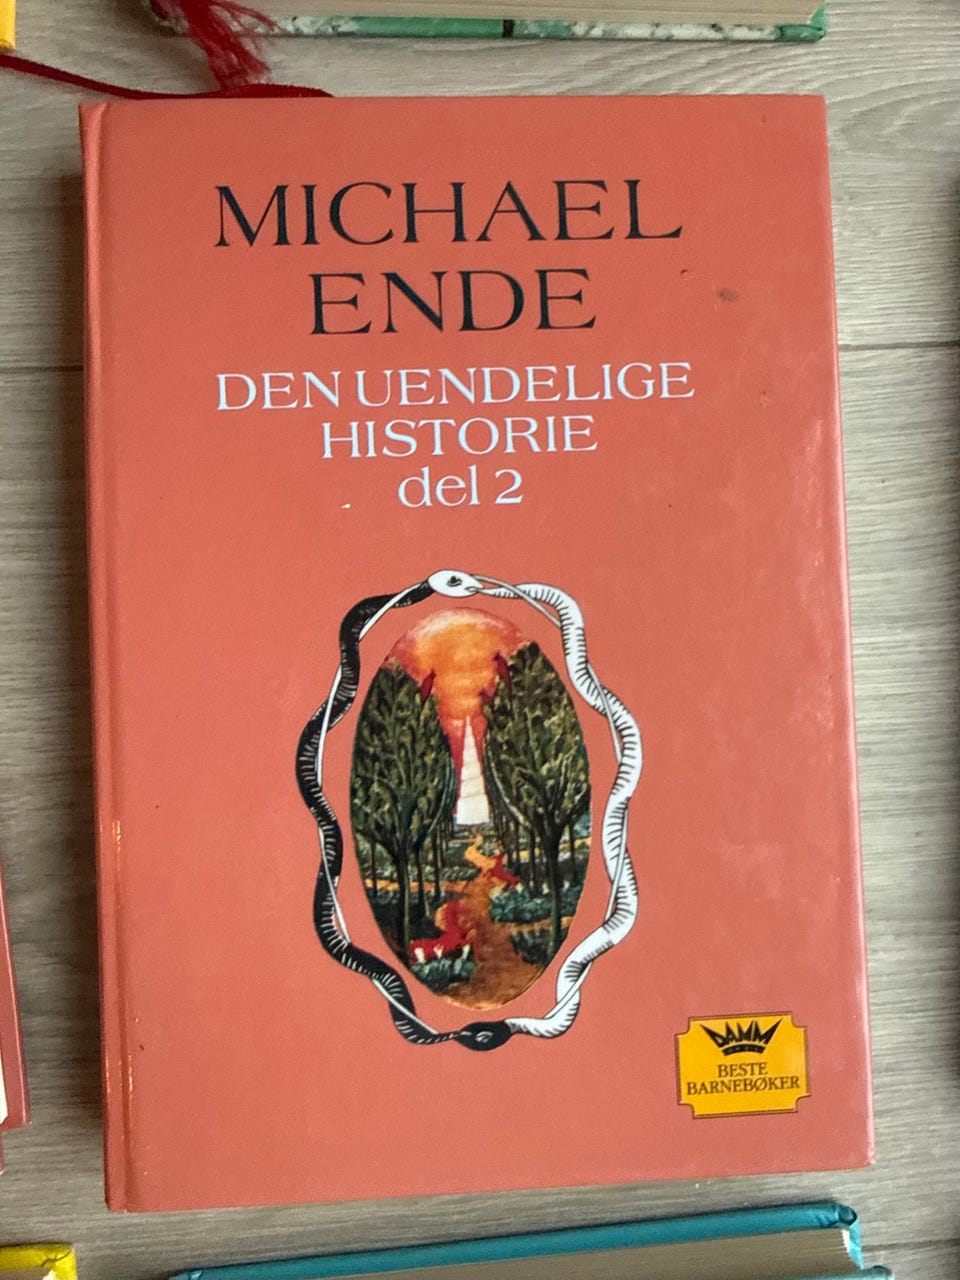 MICHAEL
ENDE
DEN UENDELIGE
HISTORIE
del 2
DAMM
BESTE
BARNEBØKER